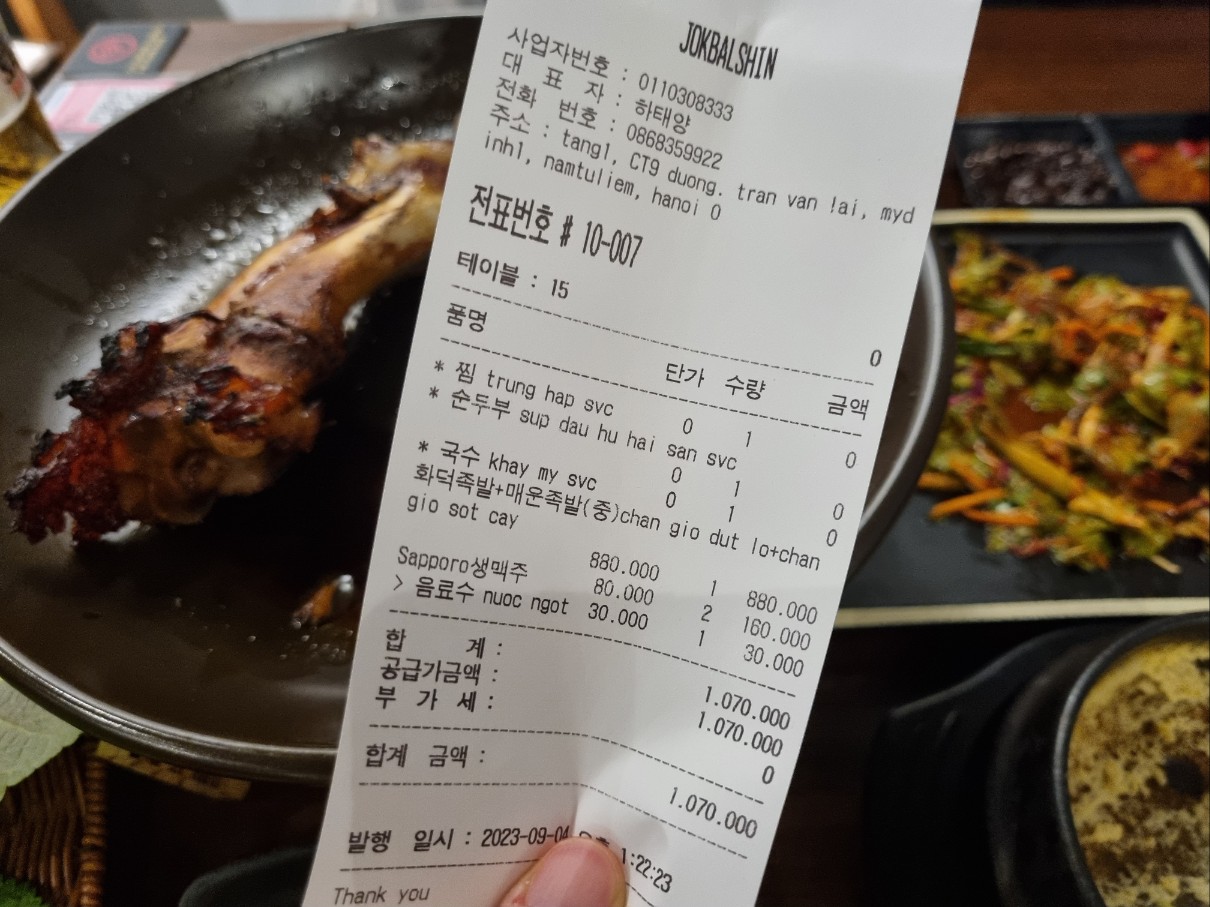 JOKBALSHIN
사업자번호 : 0110308333
대 표 자 : 하태양
전화 번호 : 0868359922
주소 : tang1, CT9 duong. tran van !ai, myd
inh1, namtuliem, hanoi 0
전표번호 # 10-007
테이블 : 15
0
품명 단가 수량 금액
* 찜 trung hap svc
0 1 0
* 순두부 sup dau hu hai san svc
0 1 0
* 국수 khay my svc
0 1 0
화덕족발+매운족발(중)chan gio dut lo+chan
gio sot cay
880.000 1 880.000
Sapporo생맥주 80.000 2 160.000
> 음료수 nuoc ngot 30.000 1 30.000
합 계 : 1.070.000
공급가금액 : 1.070.000
부 가 세 : 0
합계 금액 : 1.070.000
발행 일시 : 2023-09-04 1:22:23
Thank you